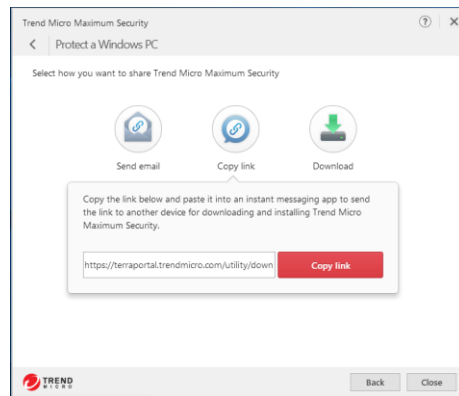 Trend Micro Maximum Security
Protect a Windows PC
Select how you want to share Trend Micro Maximum Security
Send email
Copy link
Download
Copy the link below and paste it into an instant messaging app to send
the link to another device for downloading and installing Trend Micro
Maximum Security.
https://terraportal.trendmicro.com/utility/down
Copy link
TREND
MICRO
Back
Close